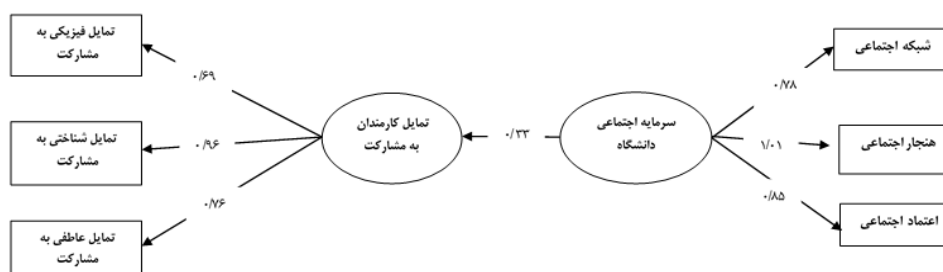 شبکه اجتماعی
هنجار اجتماعی
اعتماد اجتماعی
۰/۷۸
۱/۰۱
۰/۸۵
سرمایه اجتماعی
دانشگاه
۰/۳۳
تمایل کارمندان
به مشارکت
۰/۶۹
۰/۹۶
۰/۷۶
تمایل فیزیکی به
مشارکت
تمایل شناختی به
مشارکت
تمایل عاطفی به
مشارکت